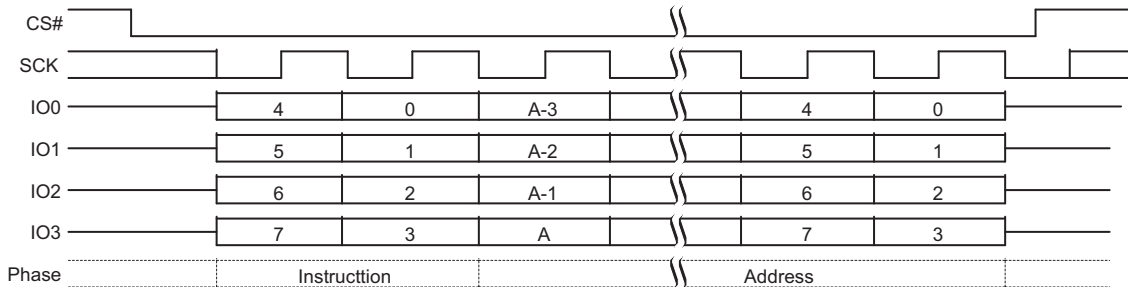 CS#
SCK
IO0 4 0 A-3 4 0
IO1 5 1 A-2 5 1
IO2 6 2 A-1 6 2
IO3 7 3 A 7 3
Phase Instructtion Address